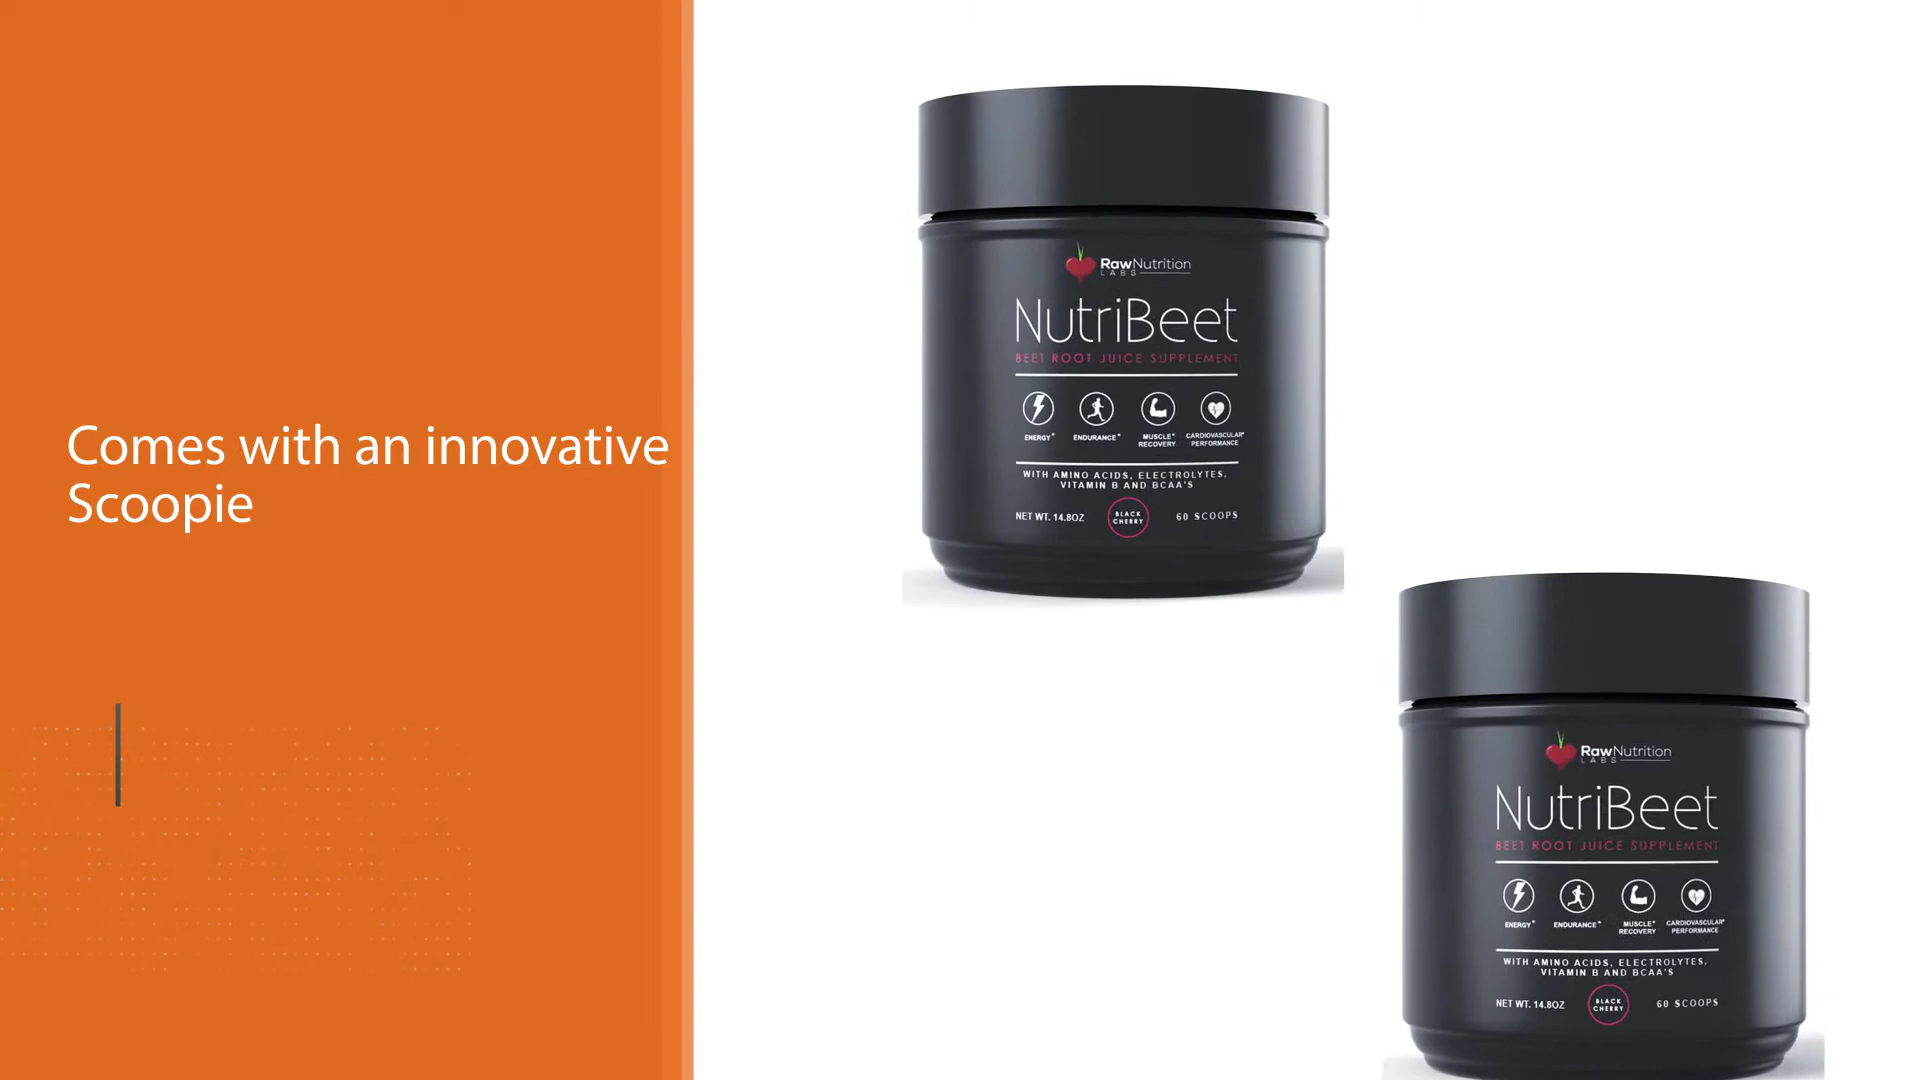 Comes with an innovative
Scoopie
RawNutrition
LABS
NutriBeet
BEET ROOT JUICE SUPPLEMENT
ENERGY* ENDURANCE* MUSCLE* CARDIOVASCULAR*
RECOVERY PERFORMANCE
WITH AMINO ACIDS, ELECTROLYTES,
VITAMIN B AND BCAA'S
NET WT. 14.8OZ BLACK CHERRY 60 SCOOPS
RawNutrition
LABS
NutriBeet
BEET ROOT JUICE SUPPLEMENT
ENERGY* ENDURANCE* MUSCLE* CARDIOVASCULAR*
RECOVERY PERFORMANCE
WITH AMINO ACIDS, ELECTROLYTES,
VITAMIN B AND BCAA'S
NET WT. 14.8OZ BLACK CHERRY 60 SCOOPS